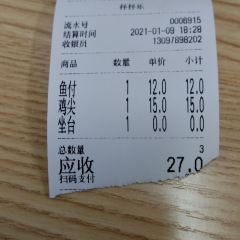 杯杯乐
流水号 0006915
结算时间 2021-01-09 18:28
收银员 13097898202
商品 数量 单价 小计
鱼付 1 12.0 12.0
鸡尖 1 15.0 15.0
坐台 1 0.0 0.0
总数量 3
应收 27.0
扫码支付